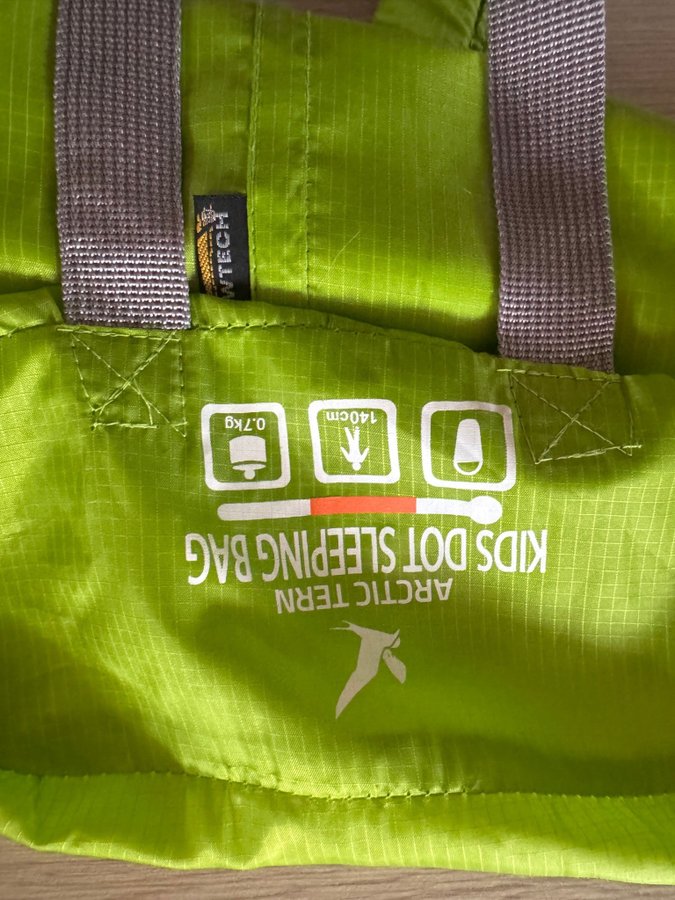 ARCTIC TERN
KIDS DOT SLEEPING BAG
140cm
0.7kg